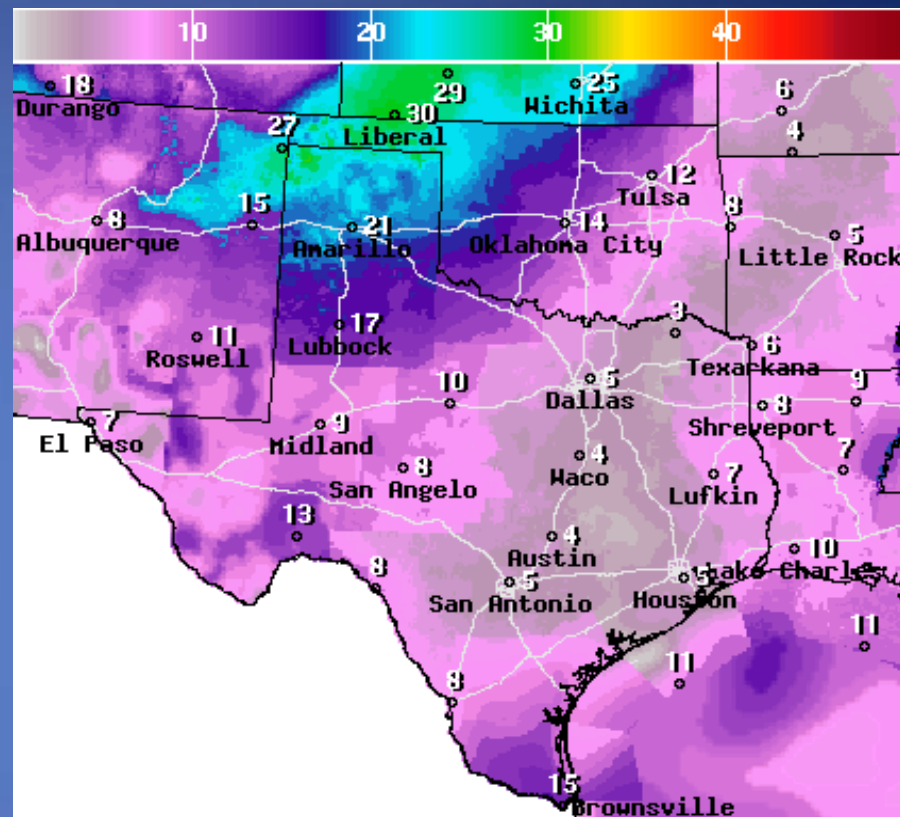 10 20 30 40
18 29 25 6
Durango Wichita
30 4
27 Liberal
12
Tulsa
8 15 21 14 8 5
Albuquerque Amarillo Oklahoma City Little Rock
11 17 3 6
Roswell Lubbock Texarkana
10 5 8 9
Dallas
7 9 Shreveport
El Paso Midland
8 4 7 7
San Angelo Waco Lufkin
13 4 10
Austin
8 5 5 Lake Charles
San Antonio Houston
11
8 11
15
Brownsville